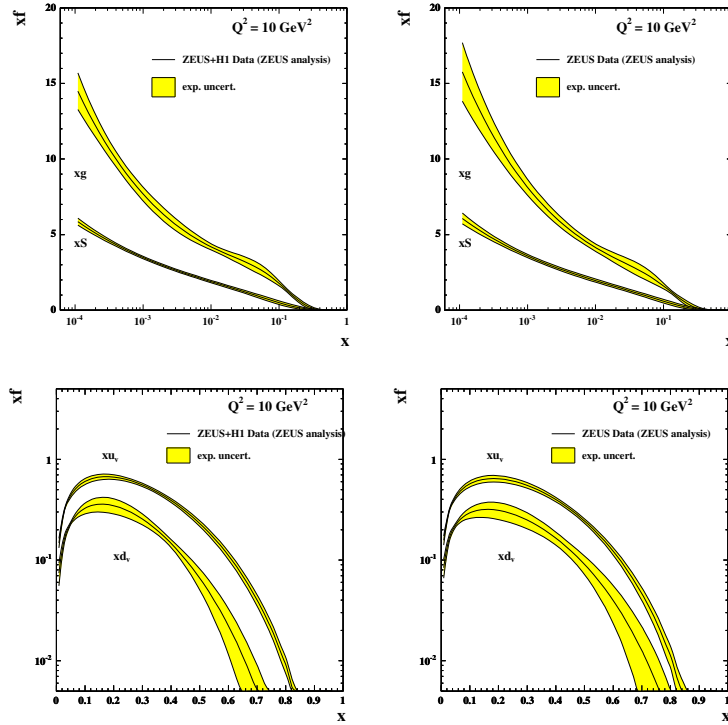 xf
20
15
10
5
0
Q² = 10 GeV²
ZEUS+H1 Data (ZEUS analysis)
exp. uncert.
xg
xS
10⁻⁴ 10⁻³ 10⁻² 10⁻¹ 1
x
xf
20
15
10
5
0
Q² = 10 GeV²
ZEUS Data (ZEUS analysis)
exp. uncert.
xg
xS
10⁻⁴ 10⁻³ 10⁻² 10⁻¹
xf
1
10⁻¹
10⁻²
Q² = 10 GeV²
ZEUS+H1 Data (ZEUS analysis)
exp. uncert.
xuᵥ
xdᵥ
0 0.1 0.2 0.3 0.4 0.5 0.6 0.7 0.8 0.9 1
x
xf
1
10⁻¹
10⁻²
Q² = 10 GeV²
ZEUS Data (ZEUS analysis)
exp. uncert.
xuᵥ
xdᵥ
0 0.1 0.2 0.3 0.4 0.5 0.6 0.7 0.8 0.9